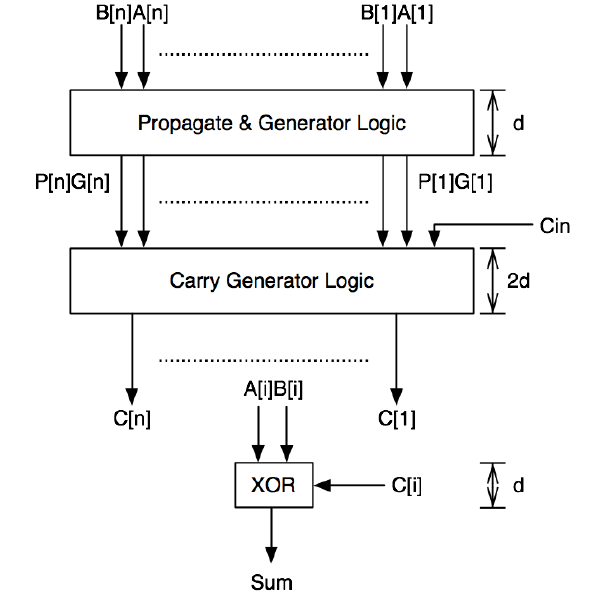 B[n]A[n] B[1]A[1]
Propagate & Generator Logic d
P[n]G[n] P[1]G[1]
Cin
Carry Generator Logic 2d
A[i]B[i]
C[n] C[1]
XOR C[i] d
Sum